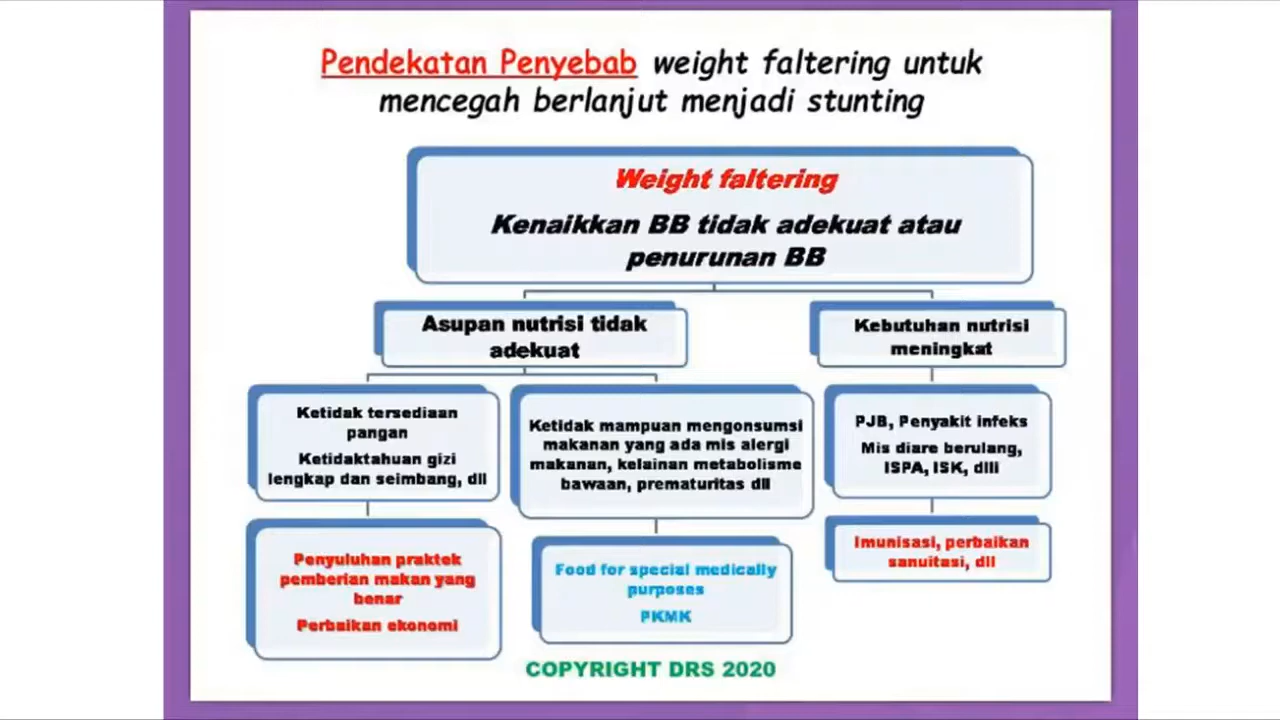 Pendekatan Penyebab weight faltering untuk
mencegah berlanjut menjadi stunting
Weight faltering
Kenaikkan BB tidak adekuat atau
penurunan BB
Asupan nutrisi tidak
adekuat
Kebutuhan nutrisi
meningkat
Ketidak tersediaan
pangan
Ketidaktahuan gizi
lengkap dan seimbang, dll
Ketidak mampuan mengonsumsi
makanan yang ada mis alergi
makanan, kelainan metabolisme
bawaan, prematuritas dll
PJB, Penyakit infeks
Mis diare berulang,
ISPA, ISK, dlll
Penyuluhan praktek
pemberian makan yang
benar
Perbaikan ekonomi
Food for special medically
purposes
PKMK
Imunisasi, perbaikan
sanuitasi, dll
COPYRIGHT DRS 2020